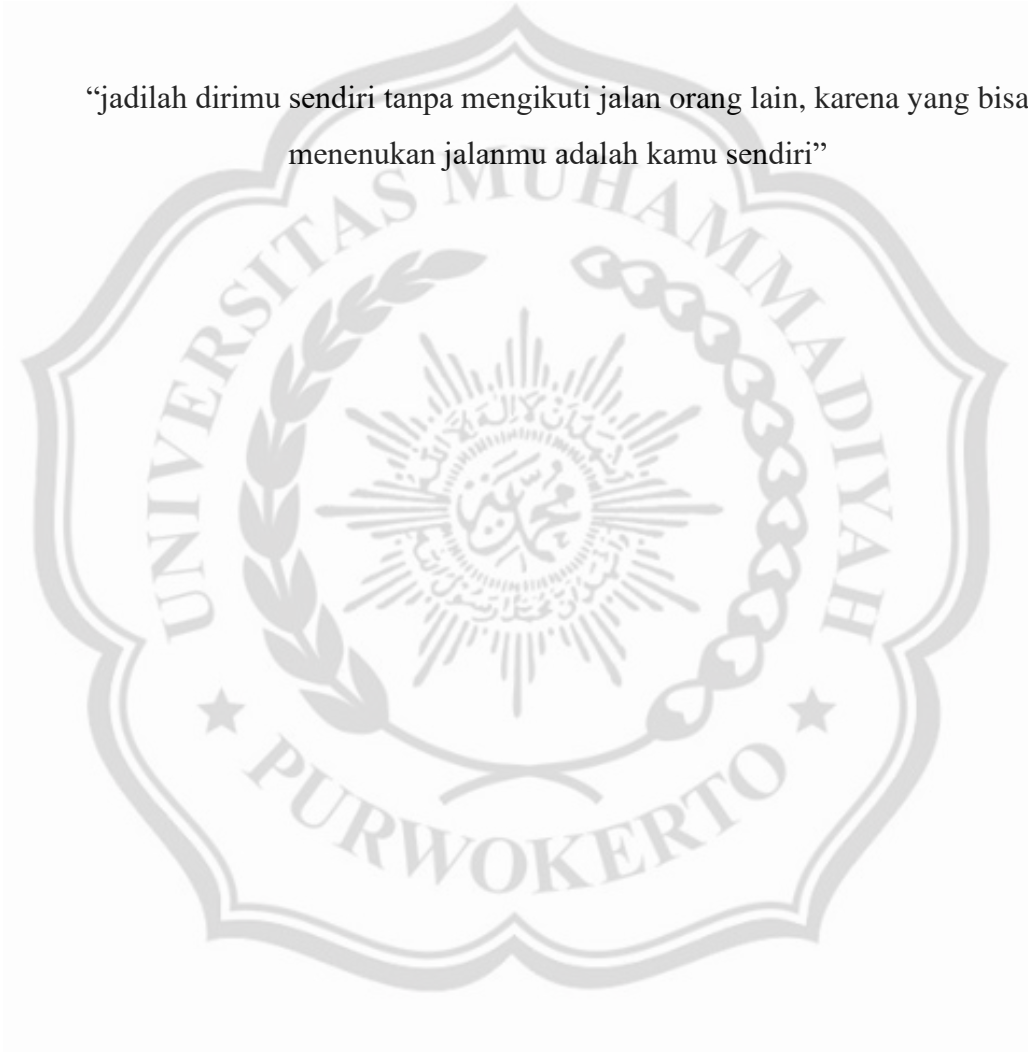 “jadilah dirimu sendiri tanpa mengikuti jalan orang lain, karena yang bisa
menenukan jalanmu adalah kamu sendiri”
UNIVERSITAS MUHAMMADIYAH
PURWOKERTO